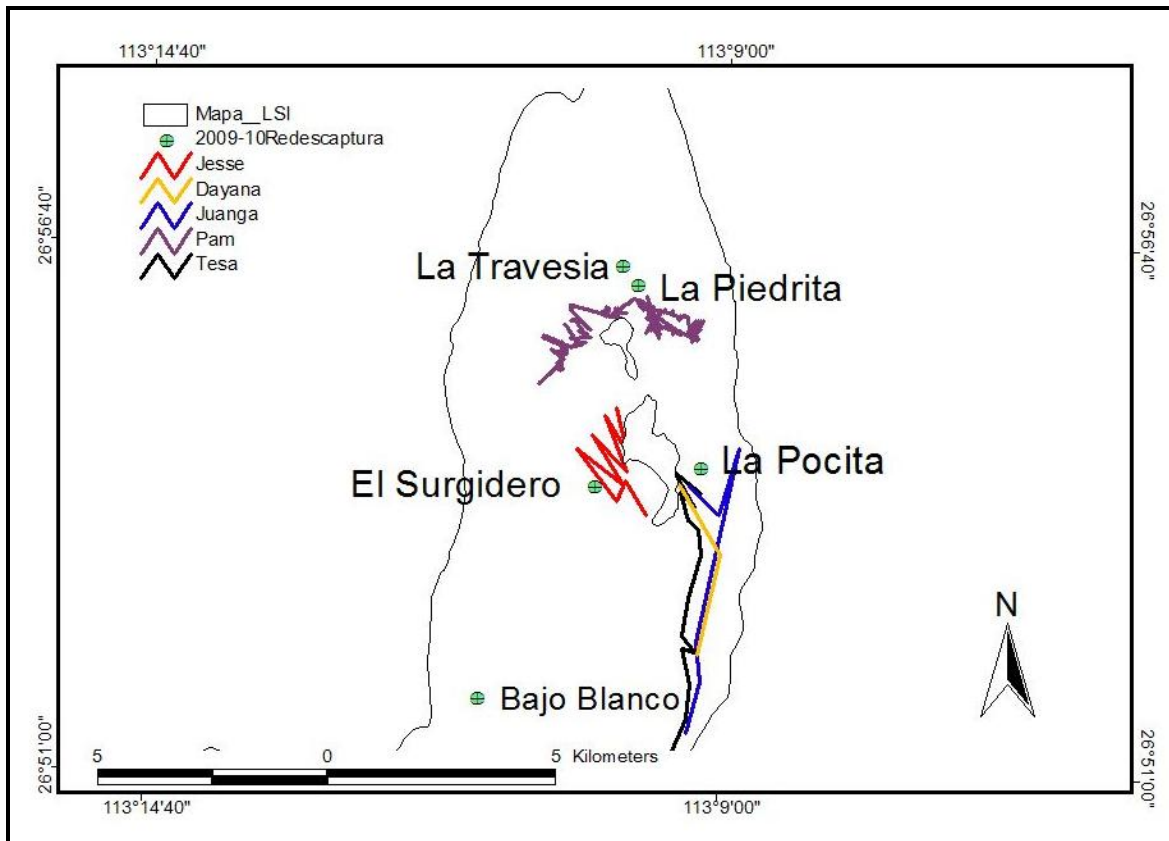 113°14'40" 113°9'00"
Mapa__LSI
2009-10Redescaptura
Jesse
Dayana
Juanga
Pam
Tesa
26°56'40" 26°56'40"
La Travesia
La Piedrita
La Pocita
El Surgidero
N
Bajo Blanco
5 0 5 Kilometers
26°51'00" 26°51'00"
113°14'40" 113°9'00"